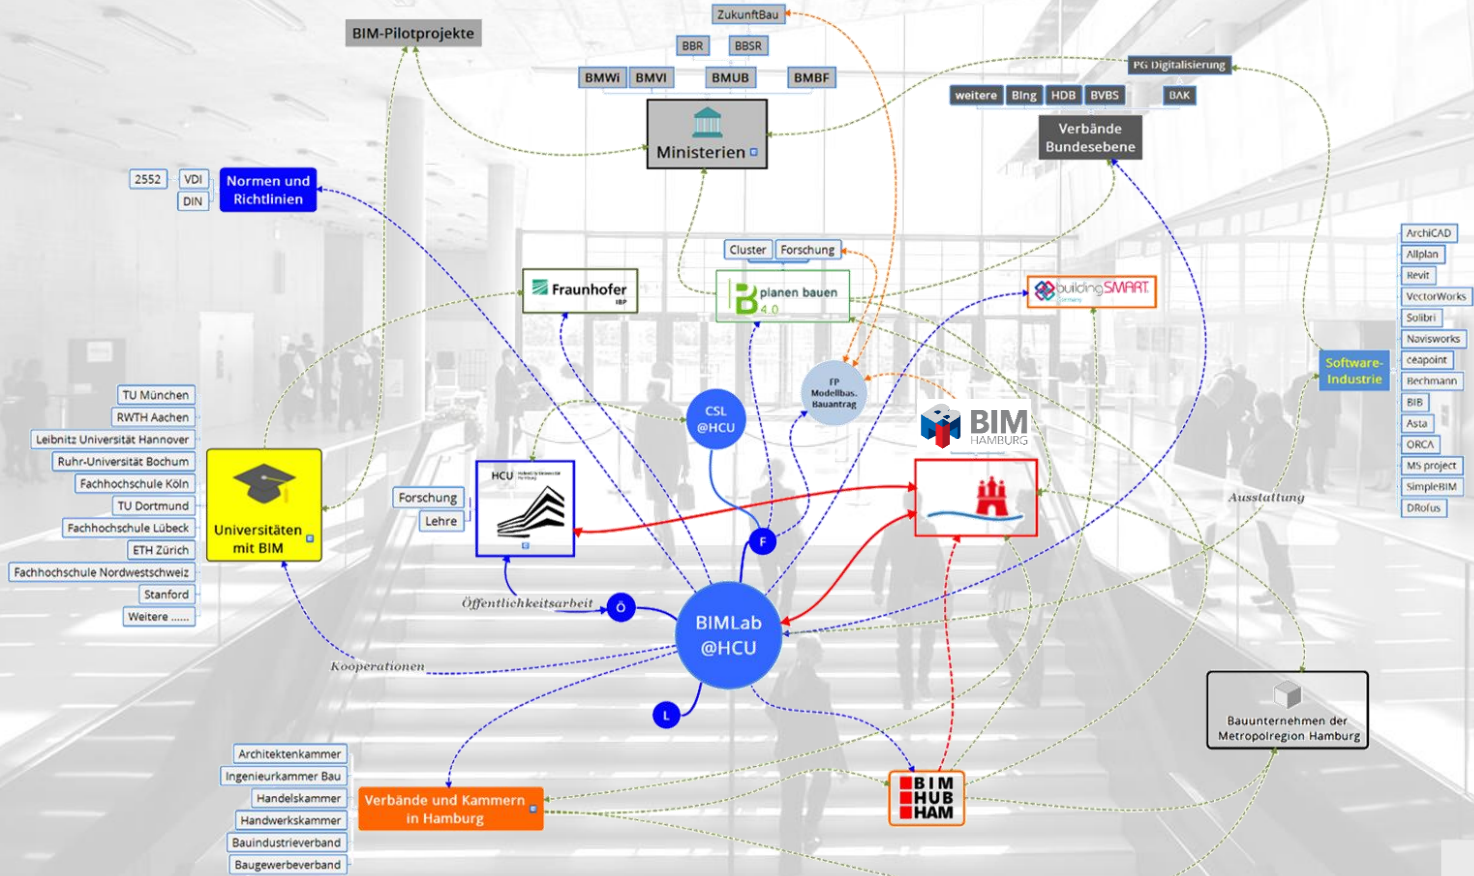 ZukunftBau
BIM-Pilotprojekte
BBR
BBSR
BMWi
BMVI
BMUB
BMBF
Ministerien
PG Digitalisierung
weitere
BIng
HDB
BVBS
BAK
Verbände
Bundesebene
2552
VDI
DIN
Normen und
Richtlinien
Cluster
Forschung
Fraunhofer
IBP
planen bauen
4.0
buildingSMART
ArchiCAD
Allplan
Revit
VectorWorks
Solibri
Navisworks
ceapoint
Bechmann
BIB
Asta
ORCA
MS project
SimpleBIM
DRofus
Software-
Industrie
FP
Modellbas.
Bauantrag
CSL
@HCU
BIM
HAMBURG
TU München
RWTH Aachen
Leibnitz Universität Hannover
Ruhr-Universität Bochum
Fachhochschule Köln
TU Dortmund
Fachhochschule Lübeck
ETH Zürich
Fachhochschule Nordwestschweiz
Stanford
Weitere ......
Universitäten
mit BIM
Forschung
Lehre
HCU
F
Ausstattung
Öffentlichkeitsarbeit
Ö
BIMLab
@HCU
Kooperationen
L
Bauunternehmen der
Metropolregion Hamburg
Architektenkammer
Ingenieurkammer Bau
Handelskammer
Handwerkskammer
Bauindustrieverband
Baugewerbeverband
Verbände und Kammern
in Hamburg
BIM
HUB
HAM